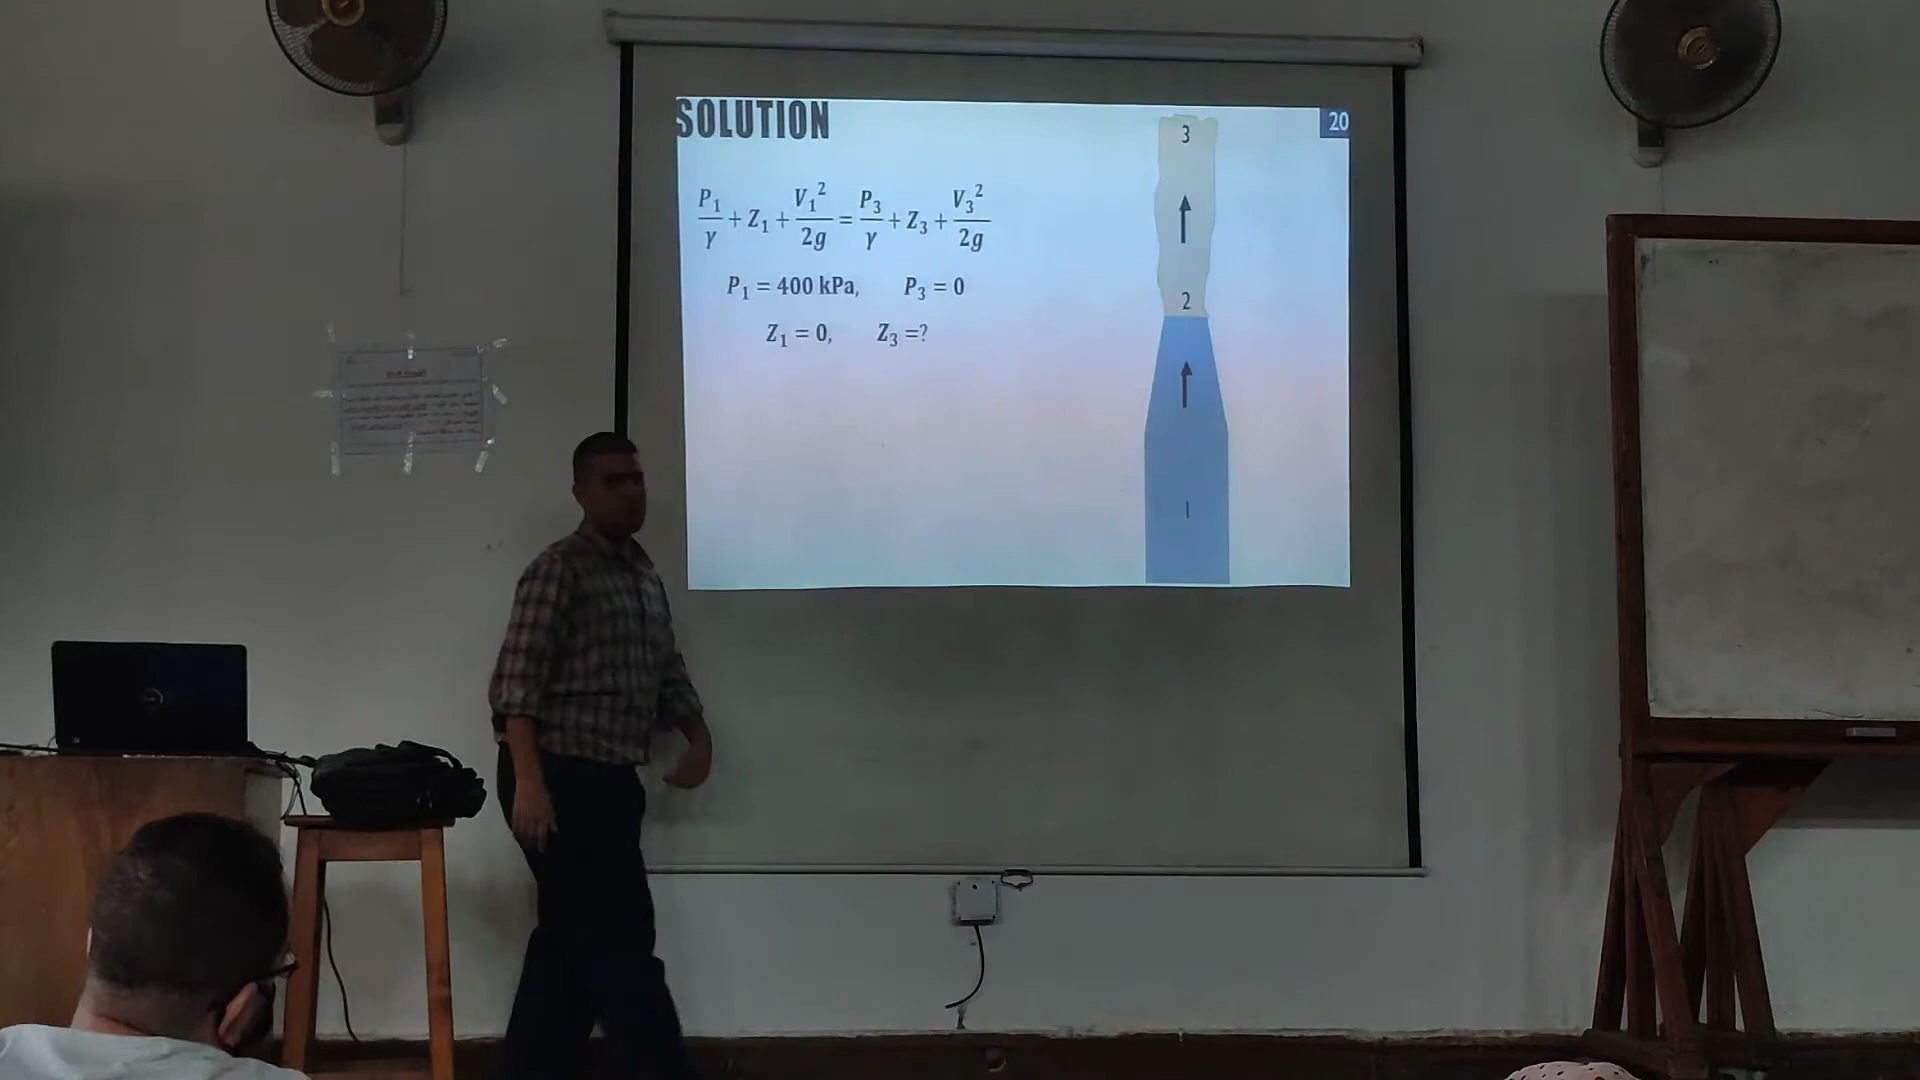 SOLUTION
20
P₁/γ + Z₁ + V₁²/2g = P₃/γ + Z₃ + V₃²/2g
P₁ = 400 kPa, P₃ = 0
Z₁ = 0, Z₃ =?
3
2
1